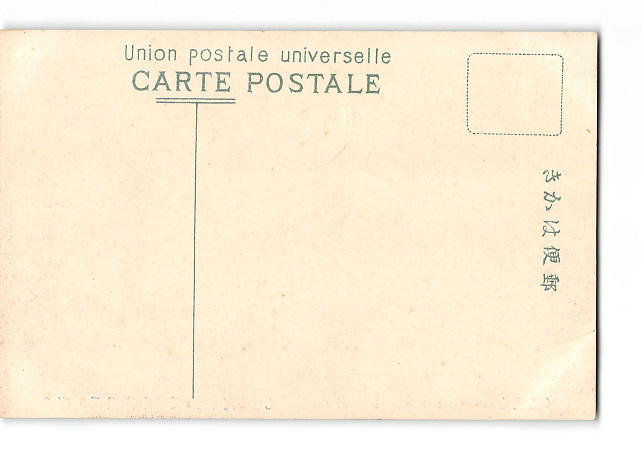 Union postale universelle
CARTE POSTALE
きかは便郵